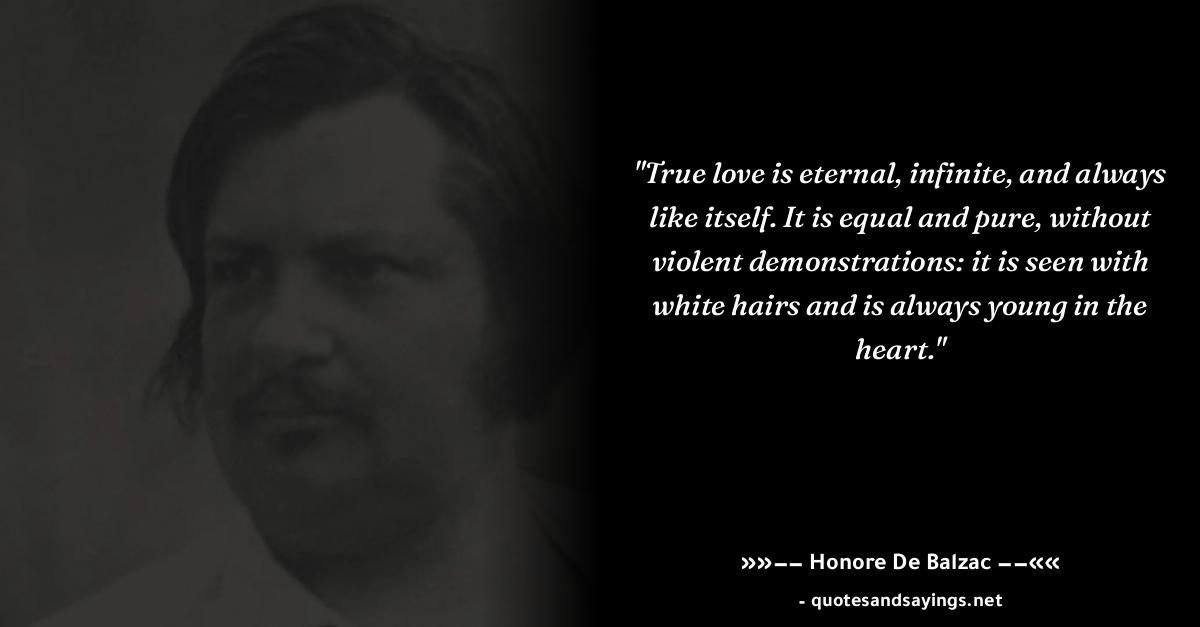 "True love is eternal, infinite, and always
like itself. It is equal and pure, without
violent demonstrations: it is seen with
white hairs and is always young in the
heart."
»»−− Honore De Balzac −−««
- quotesandsayings.net